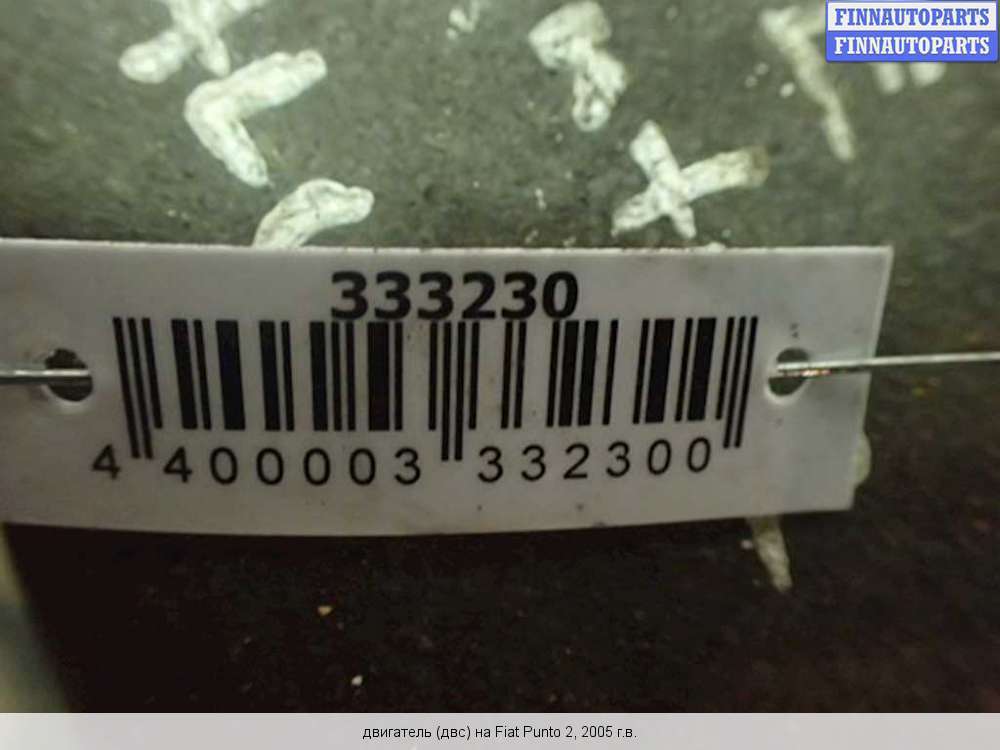 FINNAUTOPARTS
FINNAUTOPARTS
333230
4 400003 332300
двигатель (двс) на Fiat Punto 2, 2005 г.в.